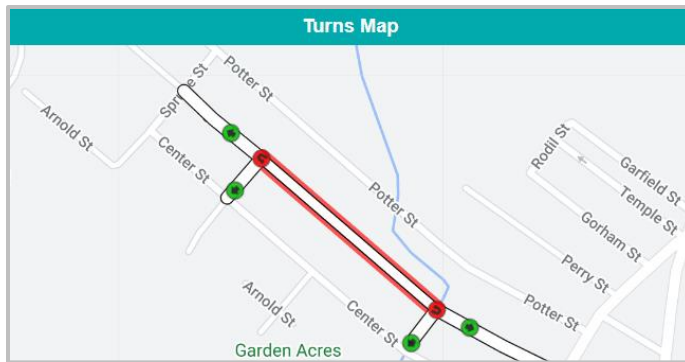 Turns Map
Potter St
Spruce St
Arnold St
Center St
Potter St
Rodil St
Garfield St
Temple St
Gorham St
Perry St
Potter St
Arnold St
Center St
Garden Acres